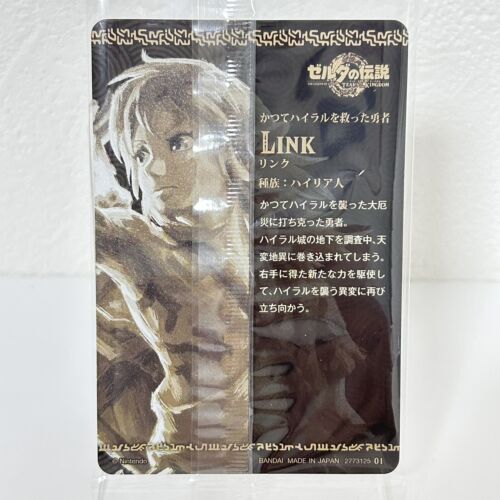 ゼルダの伝説
TEARS OF THE KINGDOM
かつてハイラルを救った勇者
LINK
リンク
種族：ハイリア人
かつてハイラルを襲った大厄
災に打ち克った勇者。
ハイラル城の地下を調査中、天
変地異に巻き込まれてしまう。
右手に得た新たな力を駆使し
て、ハイラルを襲う異変に再び
立ち向かう。
© Nintendo
BANDAI MADE IN JAPAN 2773125 01